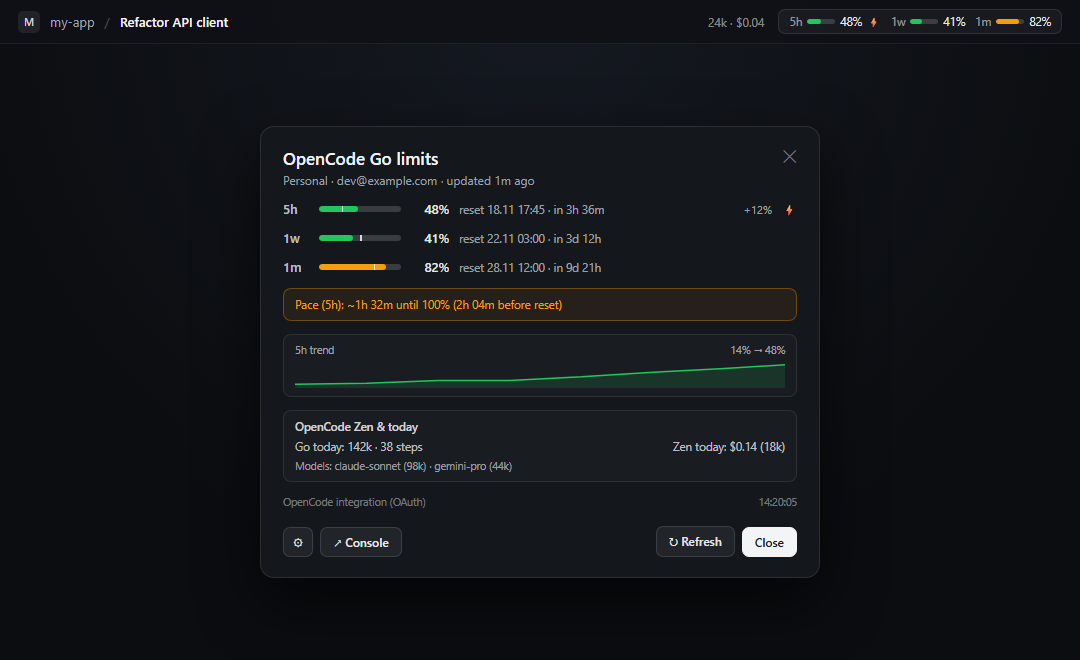 M my-app / Refactor API client 24k · $0.04 5h 48% ⚡ 1w 41% 1m 82%
OpenCode Go limits
Personal · dev@example.com · updated 1m ago
5h 48% reset 18.11 17:45 · in 3h 36m +12% ⚡
1w 41% reset 22.11 03:00 · in 3d 12h
1m 82% reset 28.11 12:00 · in 9d 21h
Pace (5h): ~1h 32m until 100% (2h 04m before reset)
5h trend 14% → 48%
OpenCode Zen & today
Go today: 142k · 38 steps Zen today: $0.14 (18k)
Models: claude-sonnet (98k) · gemini-pro (44k)
OpenCode integration (OAuth) 14:20:05
⚙ ↗ Console ↻ Refresh Close